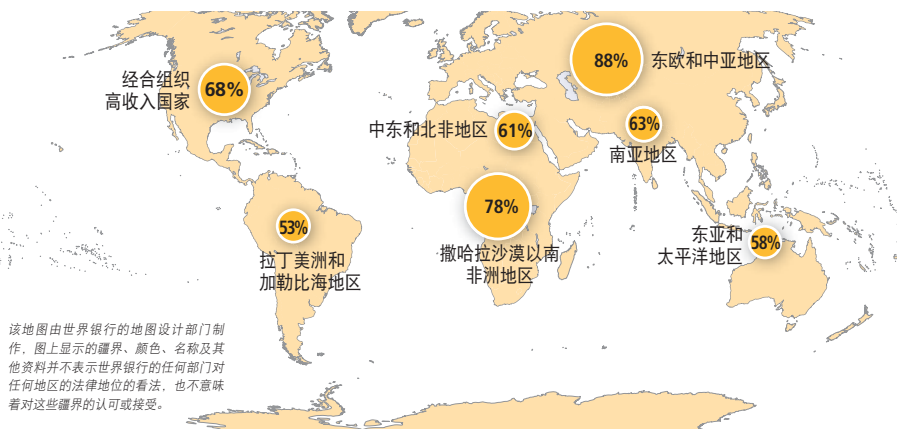 经合组织
高收入国家
68%
88%
东欧和中亚地区
中东和北非地区
61%
63%
南亚地区
78%
撒哈拉沙漠以南
非洲地区
53%
拉丁美洲和
加勒比海地区
东亚和
太平洋地区
58%
该地图由世界银行的地图设计部门制
作，图上显示的疆界、颜色、名称及其
他资料并不表示世界银行的任何部门对
任何地区的法律地位的看法，也不意味
着对这些疆界的认可或接受。